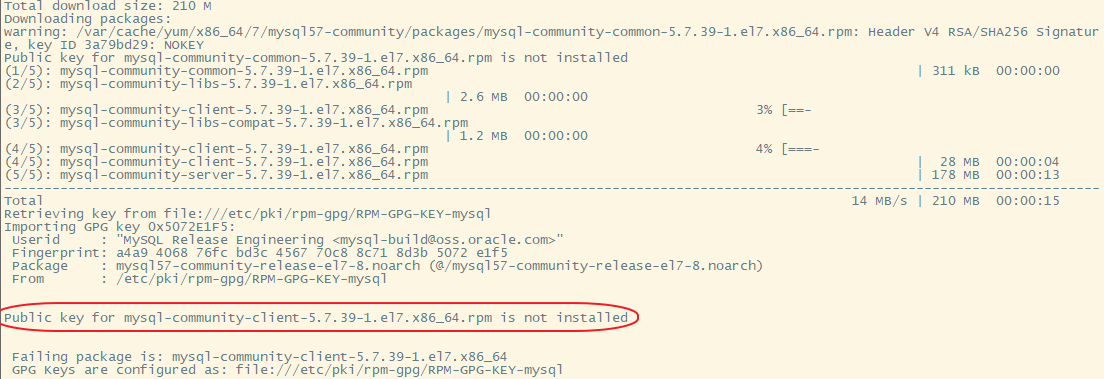 Total download size: 210 M
Downloading packages:
warning: /var/cache/yum/x86_64/7/mysql57-community/packages/mysql-community-common-5.7.39-1.el7.x86_64.rpm: Header V4 RSA/SHA256 Signatur
e, key ID 3a79bd29: NOKEY
Public key for mysql-community-common-5.7.39-1.el7.x86_64.rpm is not installed
(1/5): mysql-community-common-5.7.39-1.el7.x86_64.rpm | 311 kB 00:00:00
(2/5): mysql-community-libs-5.7.39-1.el7.x86_64.rpm
| 2.6 MB 00:00:00
(3/5): mysql-community-client-5.7.39-1.el7.x86_64.rpm 3% [==-
(3/5): mysql-community-libs-compat-5.7.39-1.el7.x86_64.rpm
| 1.2 MB 00:00:00
(4/5): mysql-community-client-5.7.39-1.el7.x86_64.rpm 4% [===-
(4/5): mysql-community-client-5.7.39-1.el7.x86_64.rpm | 28 MB 00:00:04
(5/5): mysql-community-server-5.7.39-1.el7.x86_64.rpm | 178 MB 00:00:13
-----------------------------------------------------------------------------------------------------------------------------------------
Total 14 MB/s | 210 MB 00:00:15
Retrieving key from file:///etc/pki/rpm-gpg/RPM-GPG-KEY-mysql
Importing GPG key 0x5072E1F5:
Userid : "MySQL Release Engineering <mysql-build@oss.oracle.com>"
Fingerprint: a4a9 4068 76fc bd3c 4567 70c8 8c71 8d3b 5072 e1f5
Package : mysql57-community-release-el7-8.noarch (@/mysql57-community-release-el7-8.noarch)
From : /etc/pki/rpm-gpg/RPM-GPG-KEY-mysql
Public key for mysql-community-client-5.7.39-1.el7.x86_64.rpm is not installed
Failing package is: mysql-community-client-5.7.39-1.el7.x86_64
GPG Keys are configured as: file:///etc/pki/rpm-gpg/RPM-GPG-KEY-mysql